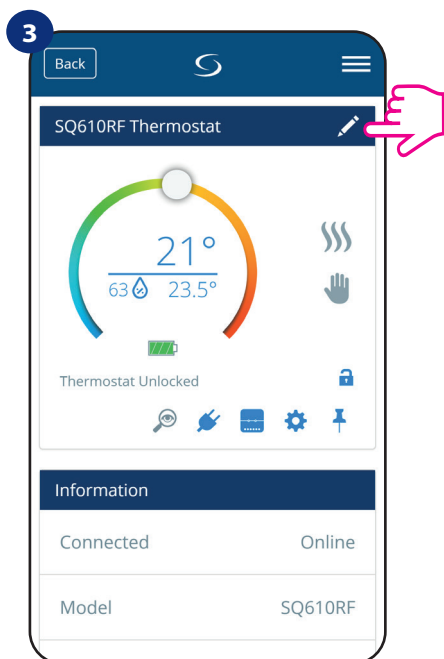 3
Back
SQ610RF Thermostat
21°
63 23.5°
Thermostat Unlocked
Information
Connected Online
Model SQ610RF